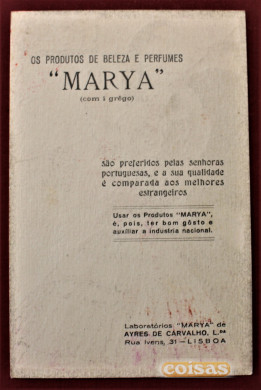 OS PRODUTOS DE BELEZA E PERFUMES
"MARYA"
(com i grêgo)
são preferidos pelas senhoras
portuguesas, e a sua qualidade
é comparada aos melhores
estrangeiros
Usar os Produtos "MARYA",
é, pois, ter bom gôsto e
auxiliar a industria nacional.
Laboratórios "MARYA" de
AYRES DE CARVALHO, L.da
Rua Ivens, 31 – LISBOA
coisas